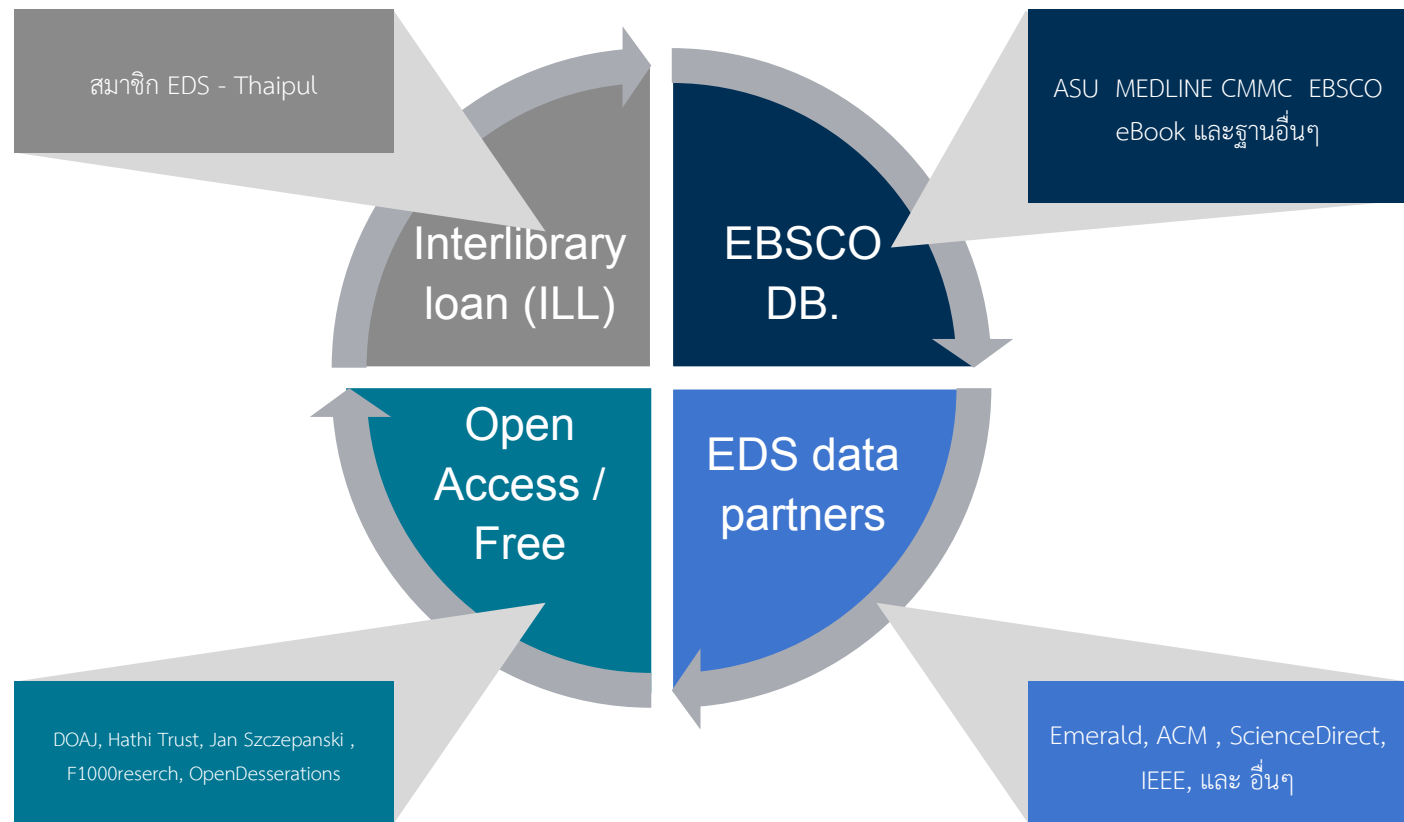 สมาชิก EDS - Thaipul
ASU MEDLINE CMMC EBSCO
eBook และฐานอื่นๆ
Interlibrary
loan (ILL)
EBSCO
DB.
Open
Access /
Free
EDS data
partners
DOAJ, Hathi Trust, Jan Szczepanski ,
F1000reserch, OpenDesserations
Emerald, ACM , ScienceDirect,
IEEE, และ อื่นๆ